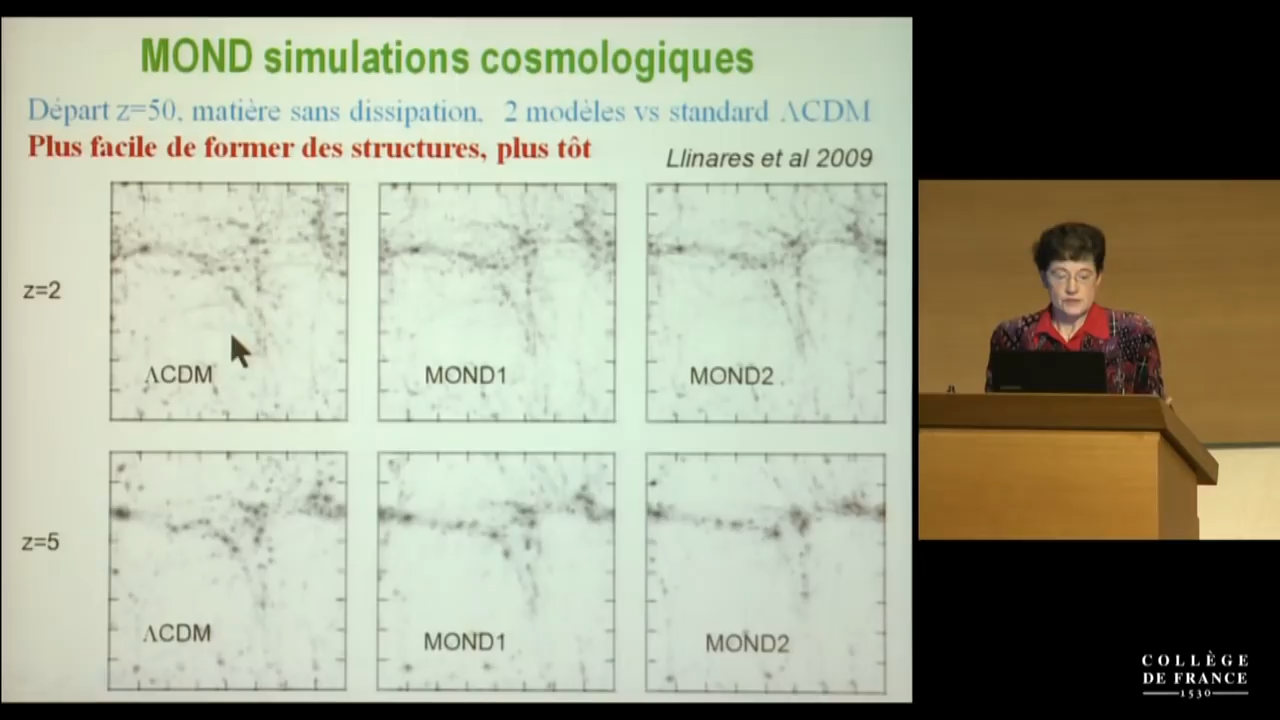 MOND simulations cosmologiques
Départ z=50, matière sans dissipation, 2 modèles vs standard ΛCDM
Plus facile de former des structures, plus tôt
Llinares et al 2009
z=2
ΛCDM
MOND1
MOND2
z=5
ΛCDM
MOND1
MOND2
COLLÈGE
DE FRANCE
1530